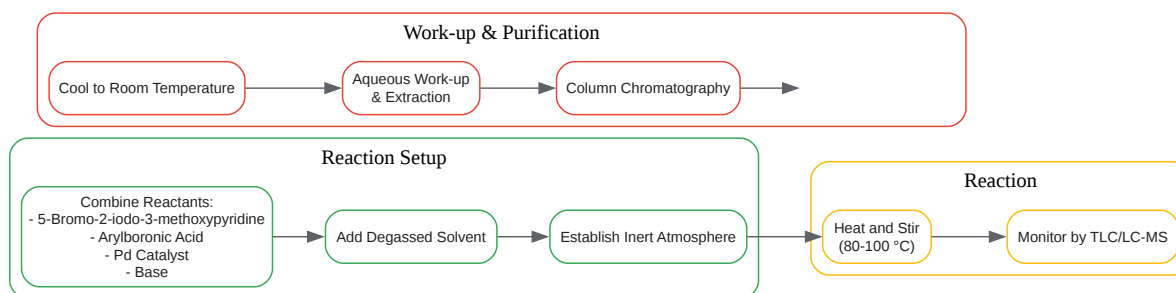 Work-up & Purification
Cool to Room Temperature
Aqueous Work-up
& Extraction
Column Chromatography
Reaction Setup
Combine Reactants:
- 5-Bromo-2-iodo-3-methoxypyridine
- Arylboronic Acid
- Pd Catalyst
- Base
Add Degassed Solvent
Establish Inert Atmosphere
Reaction
Heat and Stir
(80-100 °C)
Monitor by TLC/LC-MS